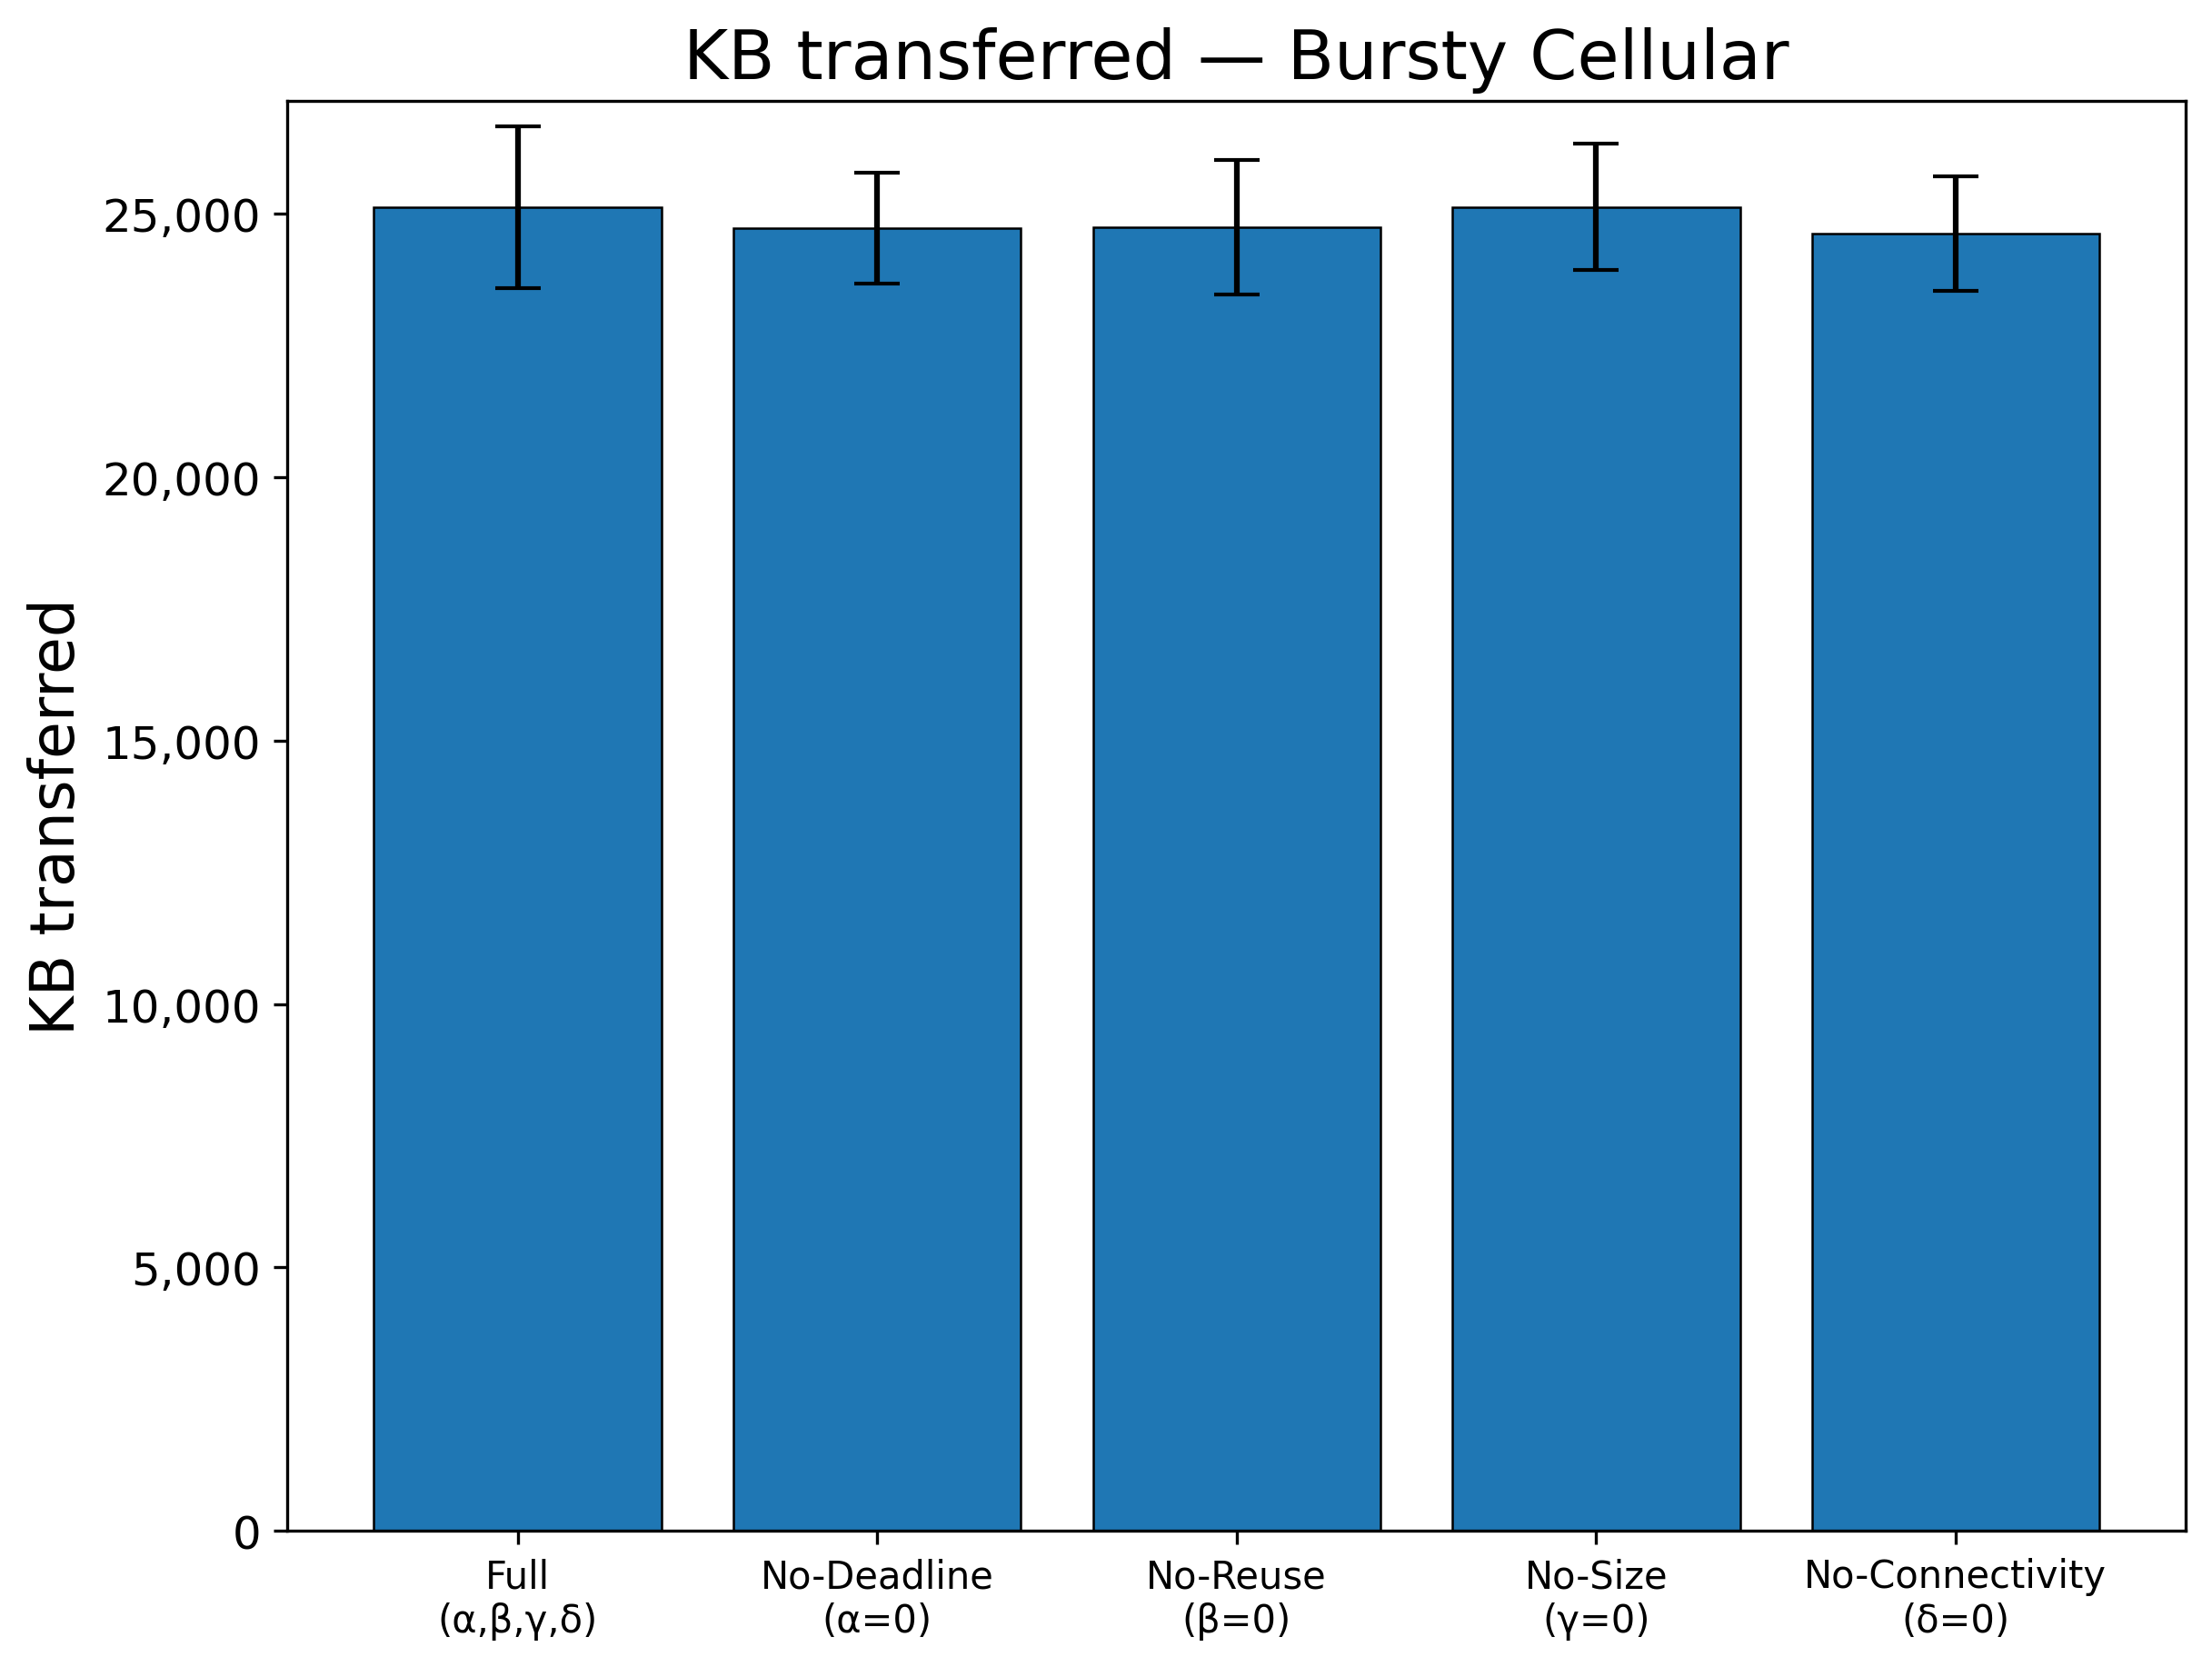 KB transferred — Bursty Cellular
KB transferred
25,000
20,000
15,000
10,000
5,000
0
Full
(α,β,γ,δ)
No-Deadline
(α=0)
No-Reuse
(β=0)
No-Size
(γ=0)
No-Connectivity
(δ=0)